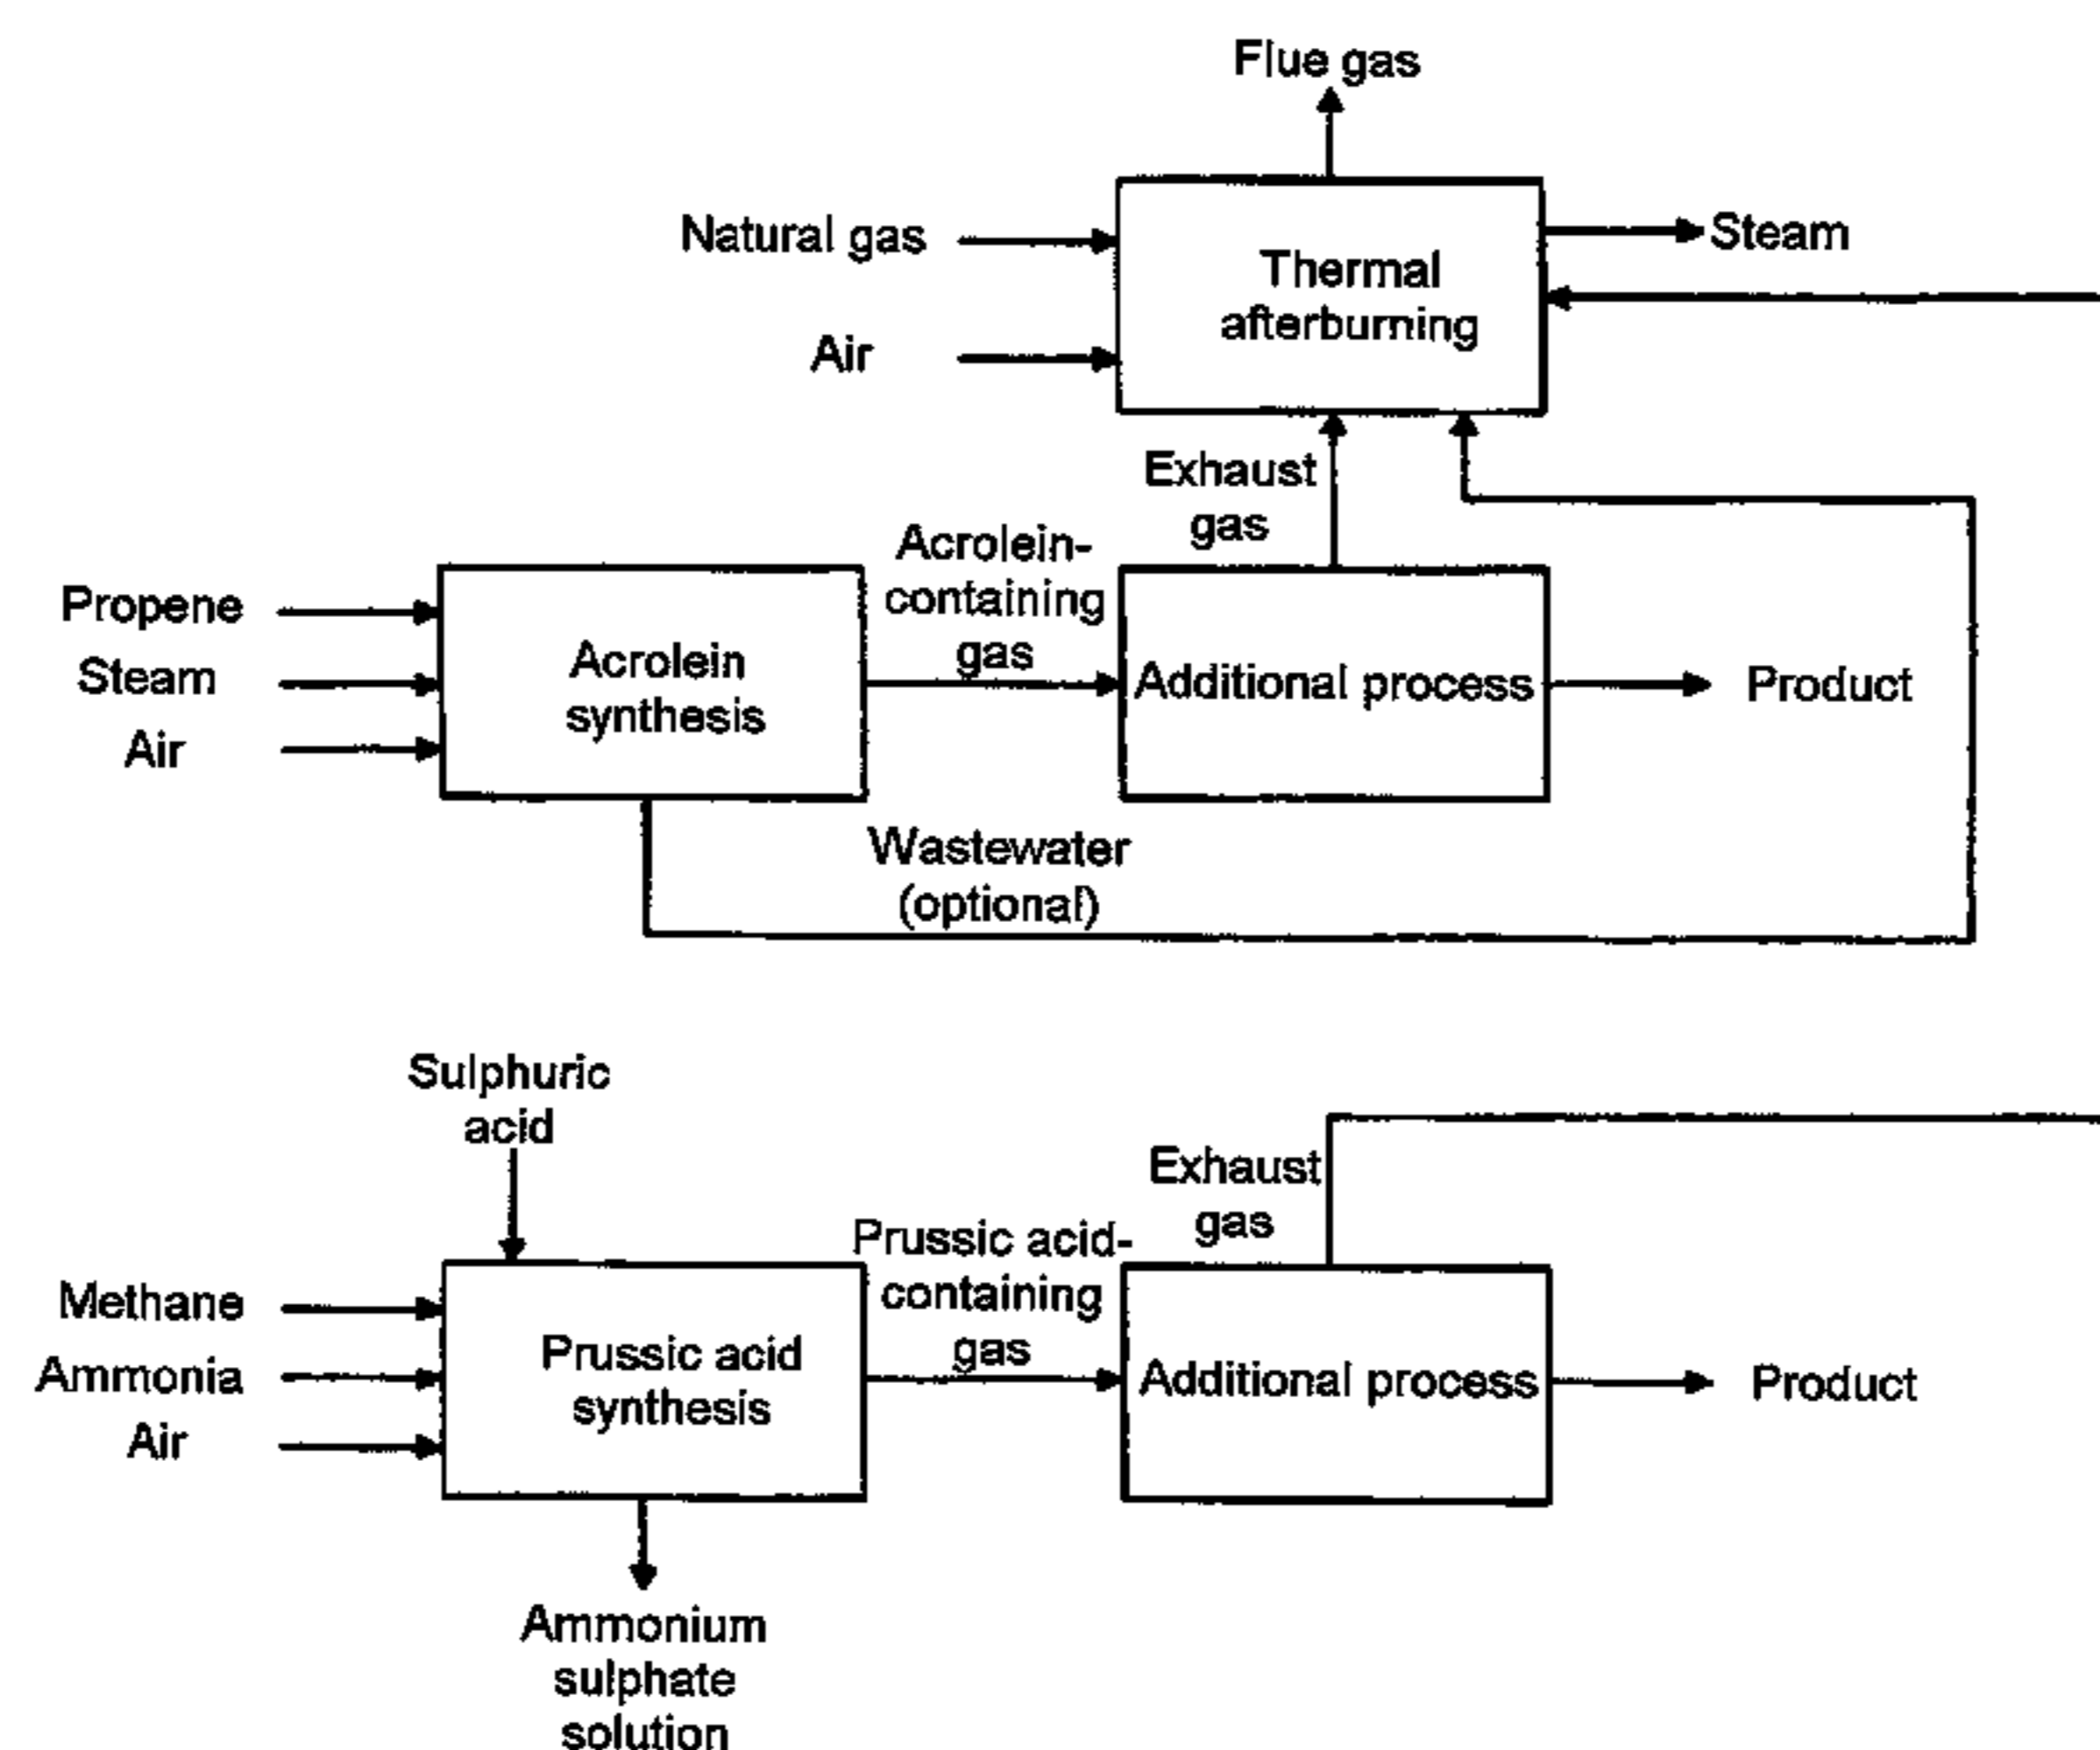 Flue gas
Natural gas
Steam
Thermal
afterburning
Air
Exhaust
gas
Acrolein-
containing
gas
Propene
Steam
Air
Acrolein
synthesis
Additional process
Product
Wastewater
(optional)
Sulphuric
acid
Exhaust
gas
Prussic acid-
containing
gas
Methane
Ammonia
Air
Prussic acid
synthesis
Additional process
Product
Ammonium
sulphate
solution